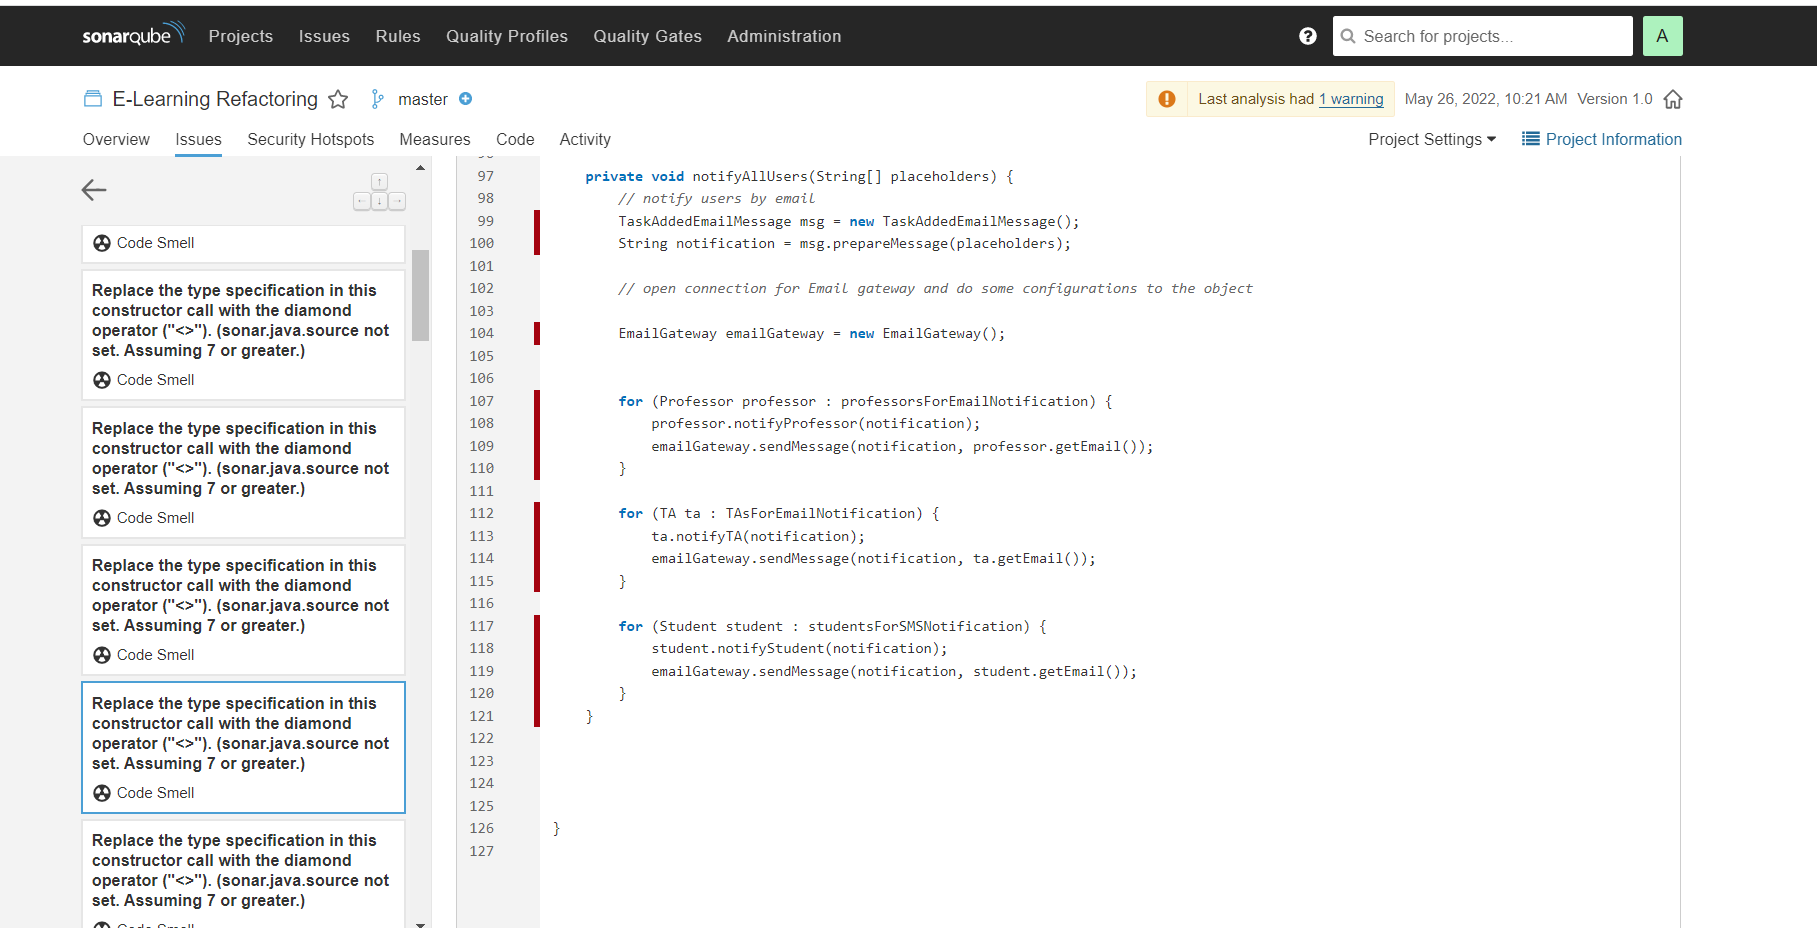 sonarqube Projects Issues Rules Quality Profiles Quality Gates Administration ? Search for projects... A
E-Learning Refactoring master Last analysis had 1 warning May 26, 2022, 10:21 AM Version 1.0
Overview Issues Security Hotspots Measures Code Activity Project Settings Project Information
Code Smell
Replace the type specification in this
constructor call with the diamond
operator ("<>"). (sonar.java.source not
set. Assuming 7 or greater.)
Code Smell
Replace the type specification in this
constructor call with the diamond
operator ("<>"). (sonar.java.source not
set. Assuming 7 or greater.)
Code Smell
Replace the type specification in this
constructor call with the diamond
operator ("<>"). (sonar.java.source not
set. Assuming 7 or greater.)
Code Smell
Replace the type specification in this
constructor call with the diamond
operator ("<>"). (sonar.java.source not
set. Assuming 7 or greater.)
Code Smell
Replace the type specification in this
constructor call with the diamond
operator ("<>"). (sonar.java.source not
set. Assuming 7 or greater.)
97 private void notifyAllUsers(String[] placeholders) {
98 // notify users by email
99 TaskAddedEmailMessage msg = new TaskAddedEmailMessage();
100 String notification = msg.prepareMessage(placeholders);
101
102 // open connection for Email gateway and do some configurations to the object
103
104 EmailGateway emailGateway = new EmailGateway();
105
106
107 for (Professor professor : professorsForEmailNotification) {
108 professor.notifyProfessor(notification);
109 emailGateway.sendMessage(notification, professor.getEmail());
110 }
111
112 for (TA ta : TAsForEmailNotification) {
113 ta.notifyTA(notification);
114 emailGateway.sendMessage(notification, ta.getEmail());
115 }
116
117 for (Student student : studentsForSMSNotification) {
118 student.notifyStudent(notification);
119 emailGateway.sendMessage(notification, student.getEmail());
120 }
121 }
122
123
124
125
126 }
127